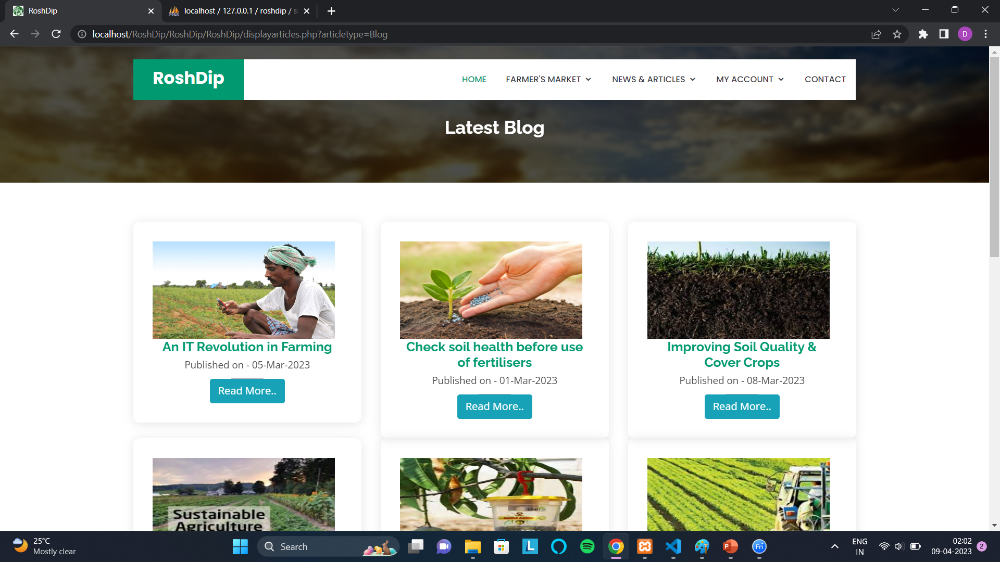 RoshDip
localhost / 127.0.0.1 / roshdip /
localhost/RoshDip/RoshDip/RoshDip/displayarticles.php?articletype=Blog
D
RoshDip
HOME
FARMER'S MARKET
NEWS & ARTICLES
MY ACCOUNT
CONTACT
Latest Blog
An IT Revolution in Farming
Published on - 05-Mar-2023
Read More..
Check soil health before use
of fertilisers
Published on - 01-Mar-2023
Read More..
Improving Soil Quality &
Cover Crops
Published on - 08-Mar-2023
Read More..
Sustainable
Agriculture
25°C
Mostly clear
Search
ENG
IN
02:02
09-04-2023
2